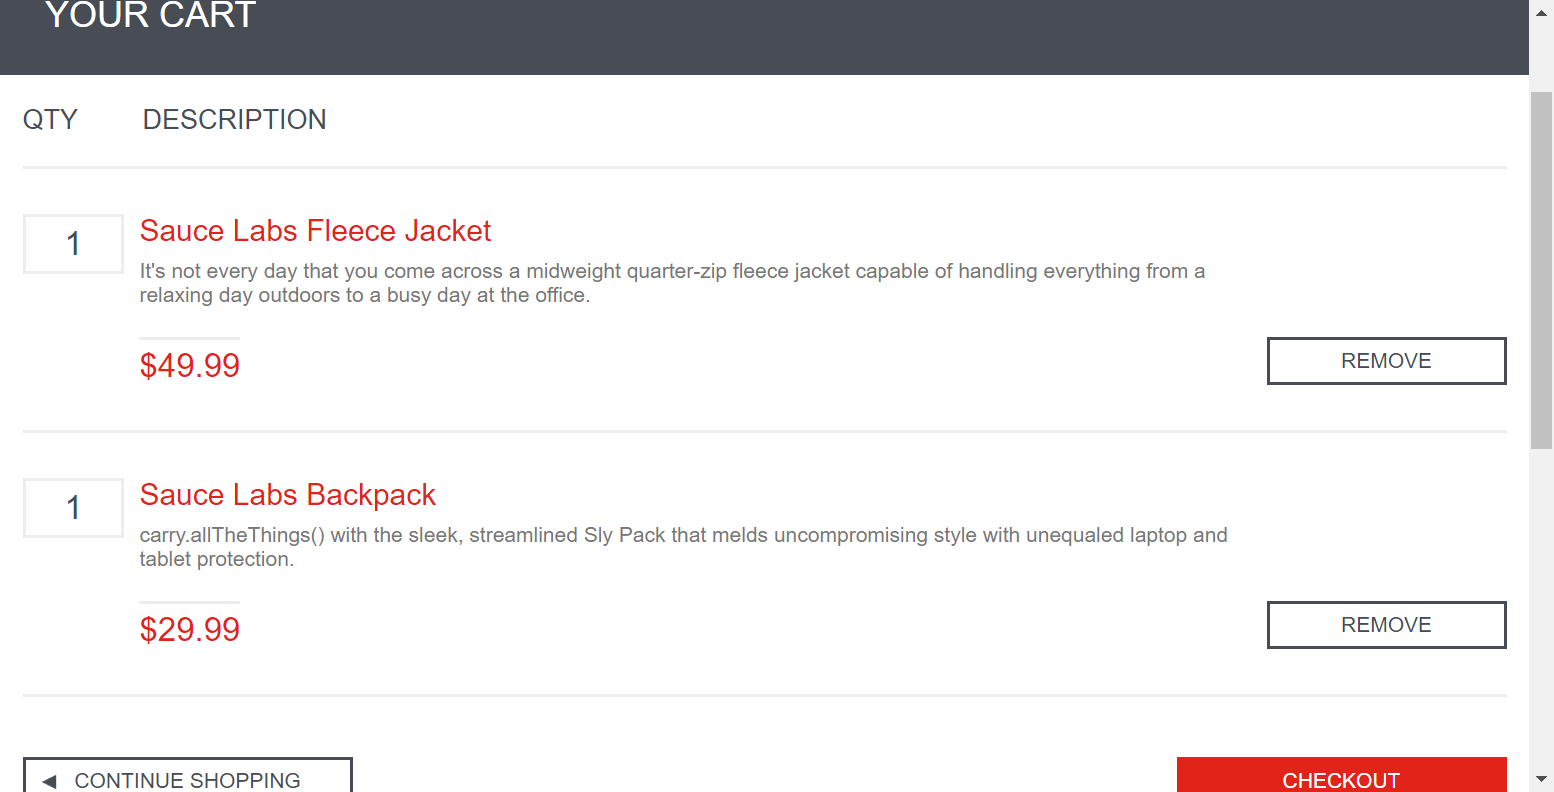 YOUR CART
QTY DESCRIPTION
1 Sauce Labs Fleece Jacket
It's not every day that you come across a midweight quarter-zip fleece jacket capable of handling everything from a
relaxing day outdoors to a busy day at the office.
$49.99 REMOVE
1 Sauce Labs Backpack
carry.allTheThings() with the sleek, streamlined Sly Pack that melds uncompromising style with unequaled laptop and
tablet protection.
$29.99 REMOVE
CONTINUE SHOPPING CHECKOUT